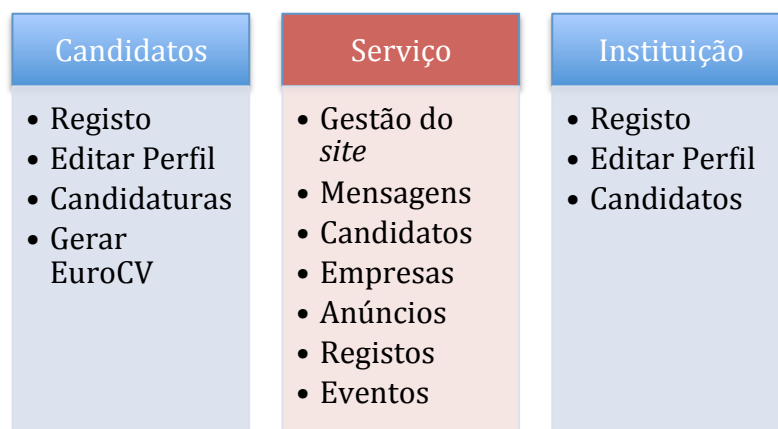 Candidatos
• Registo
• Editar Perfil
• Candidaturas
• Gerar
EuroCV
Serviço
• Gestão do
site
• Mensagens
• Candidatos
• Empresas
• Anúncios
• Registos
• Eventos
Instituição
• Registo
• Editar Perfil
• Candidatos